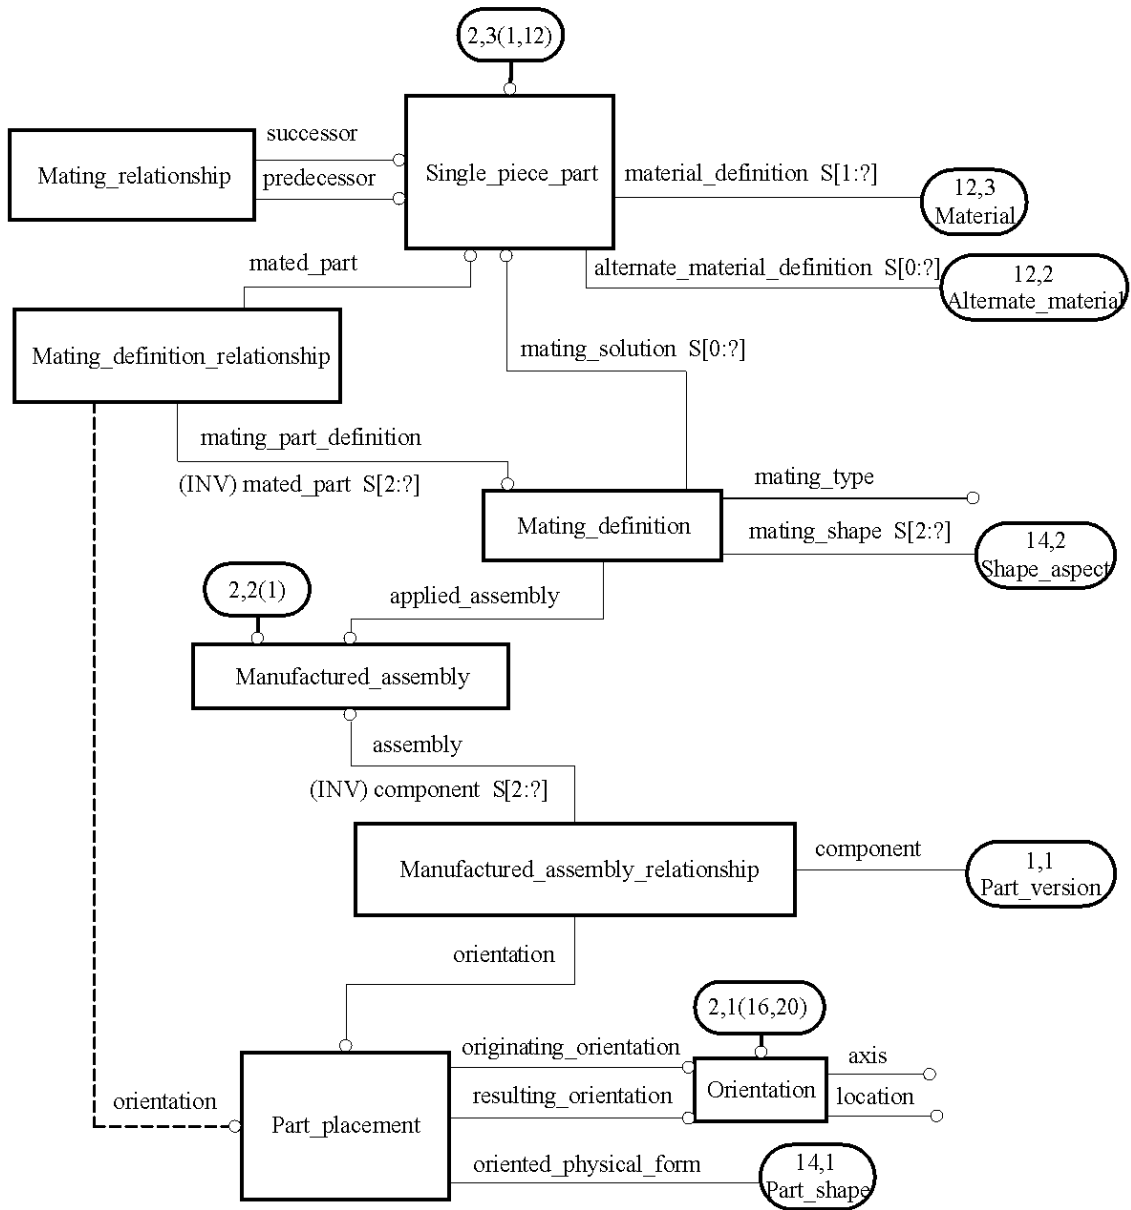 2,3(1,12)
successor
Mating_relationship
predecessor
Single_piece_part
material_definition S[1:?]
12,3
Material
mated_part
alternate_material_definition S[0:?]
12,2
Alternate_material
Mating_definition_relationship
mating_solution S[0:?]
mating_part_definition
(INV) mated_part S[2:?]
mating_type
Mating_definition
mating_shape S[2:?]
14,2
Shape_aspect
2,2(1)
applied_assembly
Manufactured_assembly
assembly
(INV) component S[2:?]
Manufactured_assembly_relationship
component
1,1
Part_version
orientation
2,1(16,20)
originating_orientation
axis
Orientation
resulting_orientation
location
orientation
Part_placement
oriented_physical_form
14,1
Part_shape